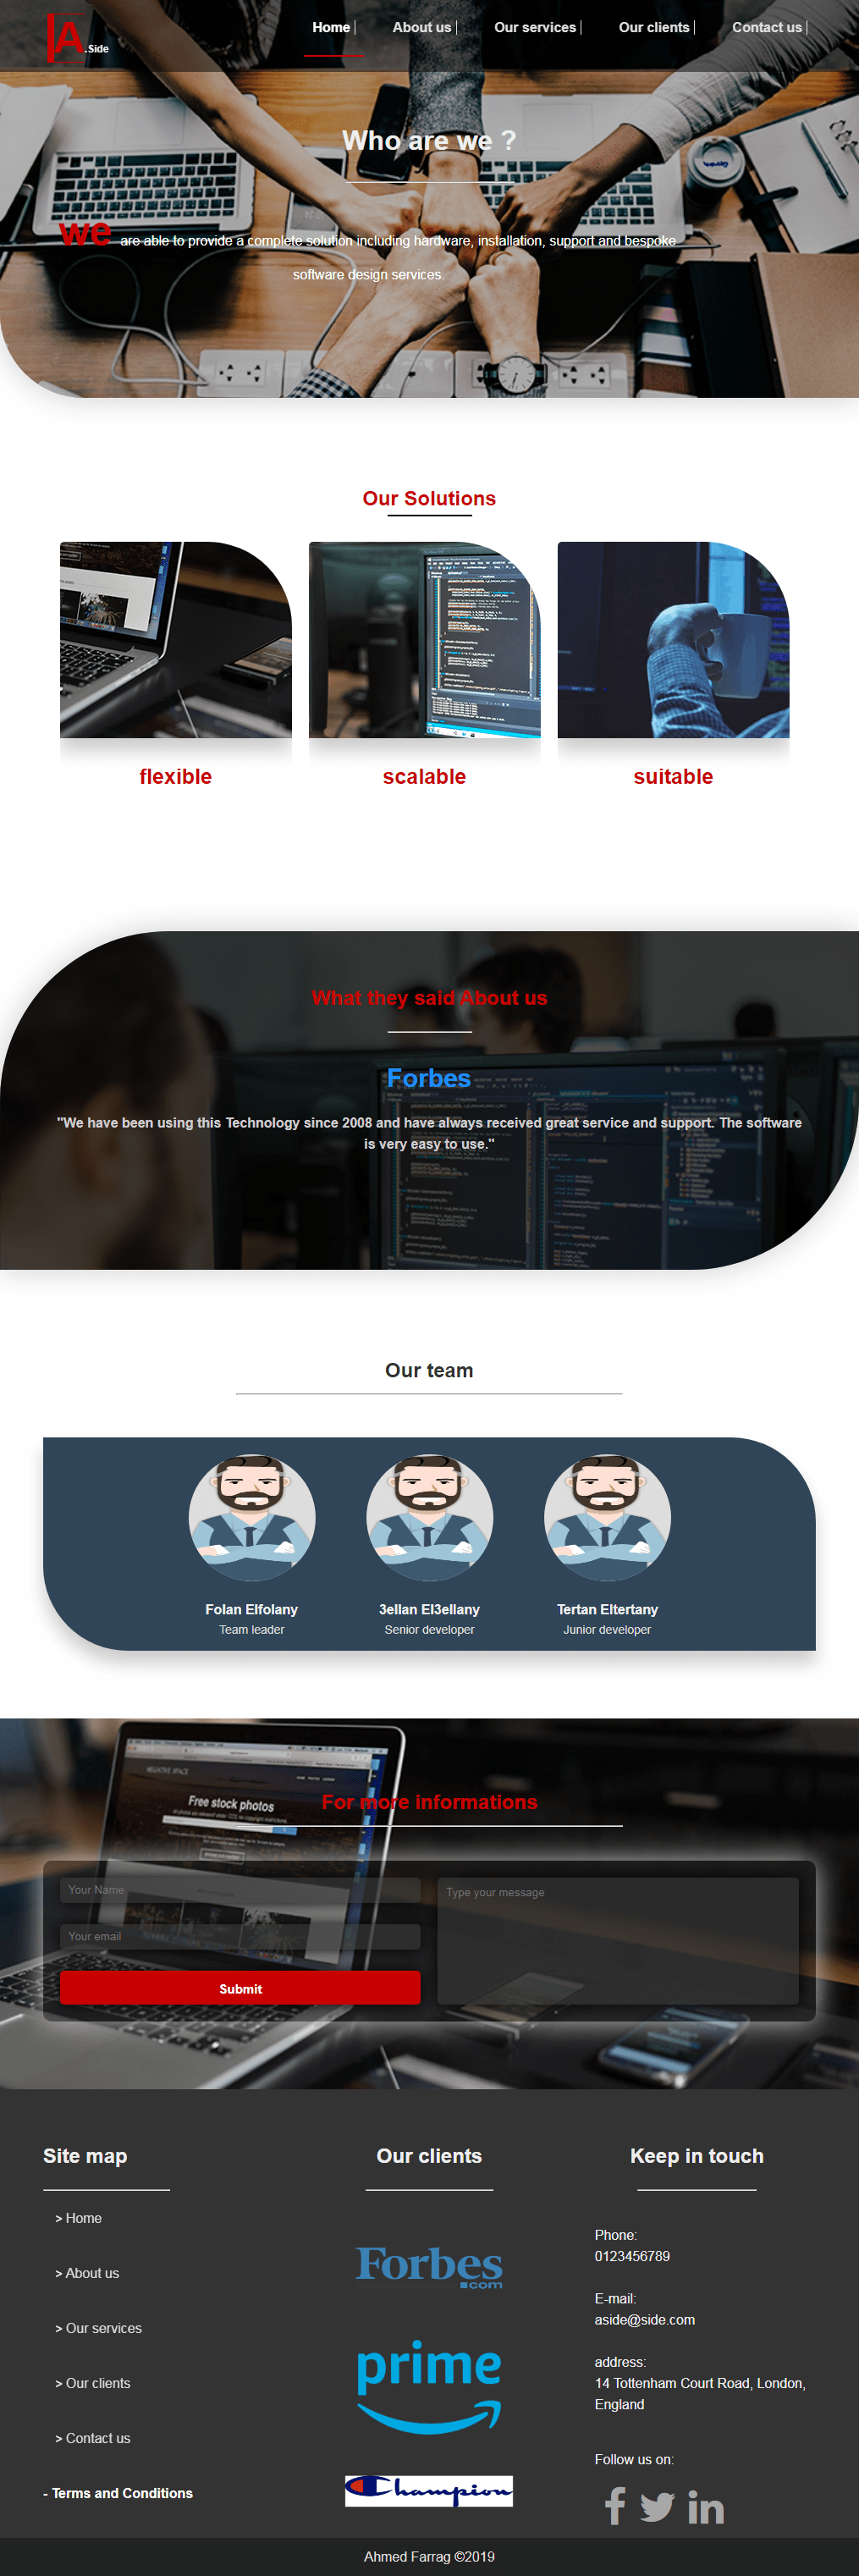 A.Side
Home
About us
Our services
Our clients
Contact us
Who are we ?
we are able to provide a complete solution including hardware, installation, support and bespoke
software design services.
Our Solutions
flexible
scalable
suitable
What they said About us
Forbes
"We have been using this Technology since 2008 and have always received great service and support. The software
is very easy to use."
Our team
Folan Elfolany
Team leader
3ellan El3ellany
Senior developer
Tertan Eltertany
Junior developer
NEGATIVE SPACE
Free stock photos
For more informations
Your Name
Your email
Submit
Type your message
Site map
> Home
> About us
> Our services
> Our clients
> Contact us
- Terms and Conditions
Our clients
Forbes
.com
prime
Champion
Keep in touch
Phone:
0123456789
E-mail:
aside@side.com
address:
14 Tottenham Court Road, London,
England
Follow us on:
Ahmed Farrag ©2019